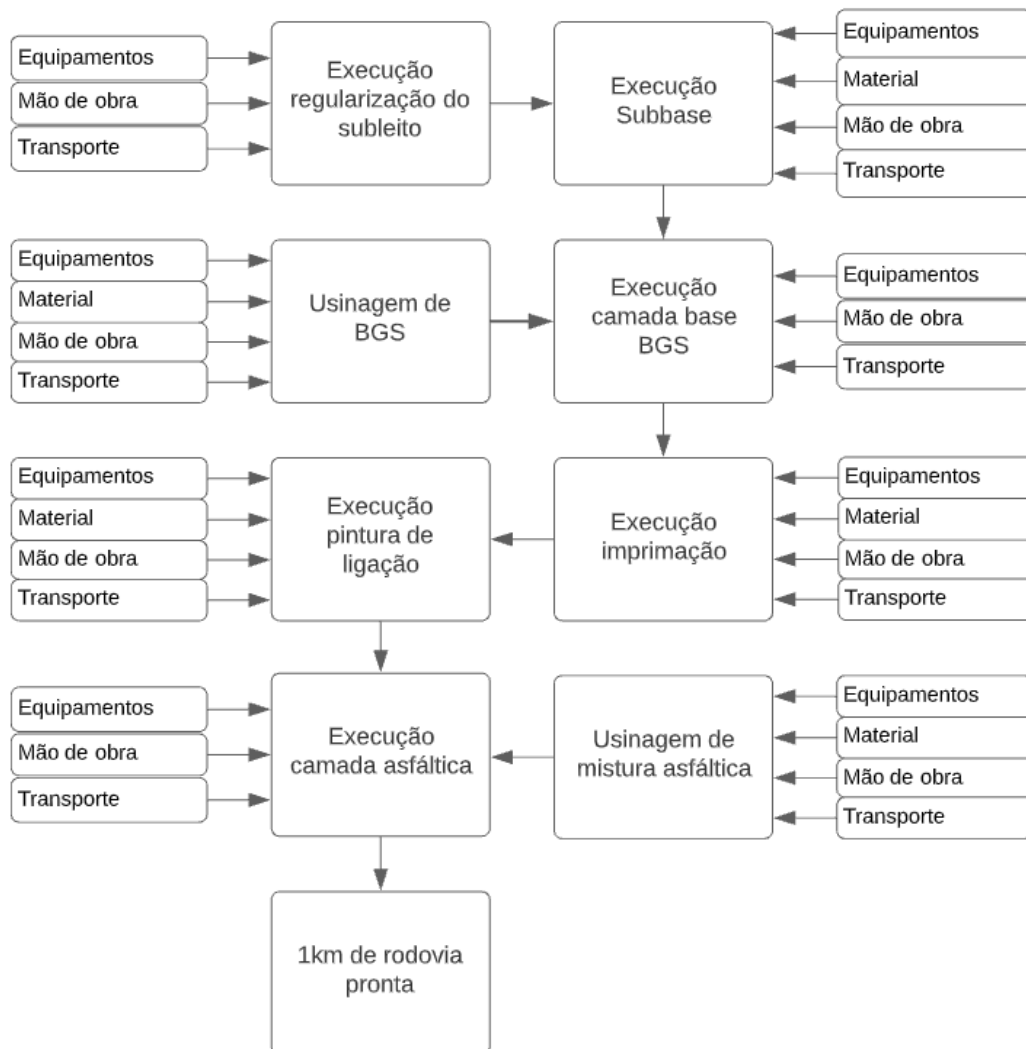 Equipamentos
Mão de obra
Transporte
Execução
regularização do
subleito
Execução
Subbase
Equipamentos
Material
Mão de obra
Transporte
Equipamentos
Material
Mão de obra
Transporte
Usinagem de
BGS
Execução
camada base
BGS
Equipamentos
Mão de obra
Transporte
Equipamentos
Material
Mão de obra
Transporte
Execução
pintura de
ligação
Execução
imprimação
Equipamentos
Material
Mão de obra
Transporte
Equipamentos
Mão de obra
Transporte
Execução
camada asfáltica
Usinagem de
mistura asfáltica
Equipamentos
Material
Mão de obra
Transporte
1km de rodovia
pronta